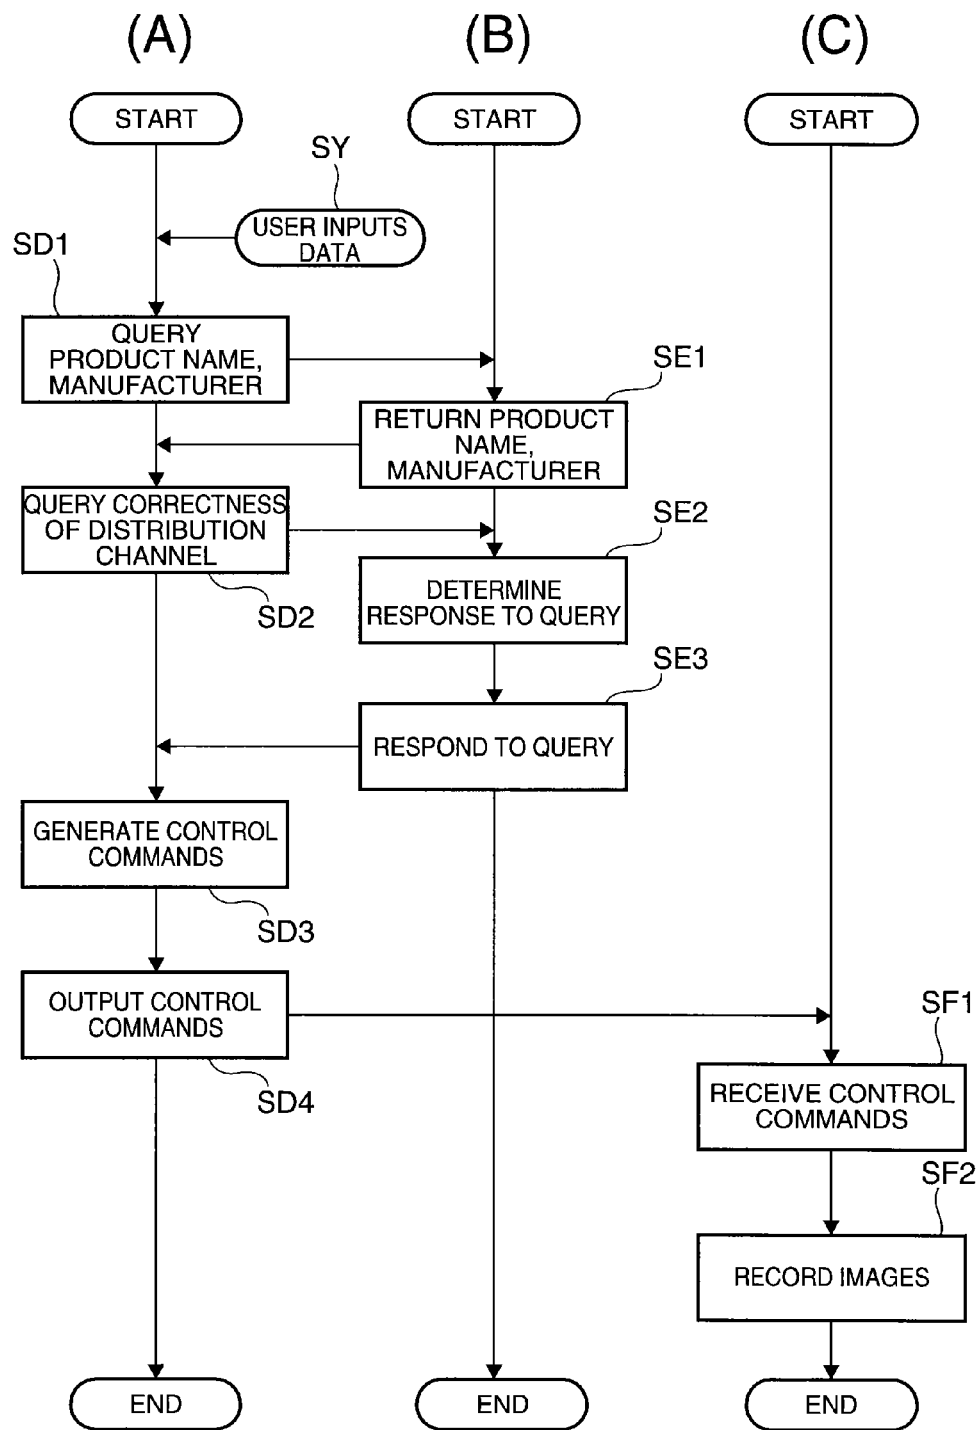 (A)
(B)
(C)
START
START
START
SY
USER INPUTS
DATA
SD1
QUERY
PRODUCT NAME,
MANUFACTURER
SE1
RETURN PRODUCT
NAME,
MANUFACTURER
QUERY CORRECTNESS
OF DISTRIBUTION
CHANNEL
SD2
SE2
DETERMINE
RESPONSE TO QUERY
SE3
RESPOND TO QUERY
GENERATE CONTROL
COMMANDS
SD3
OUTPUT CONTROL
COMMANDS
SD4
SF1
RECEIVE CONTROL
COMMANDS
SF2
RECORD IMAGES
END
END
END